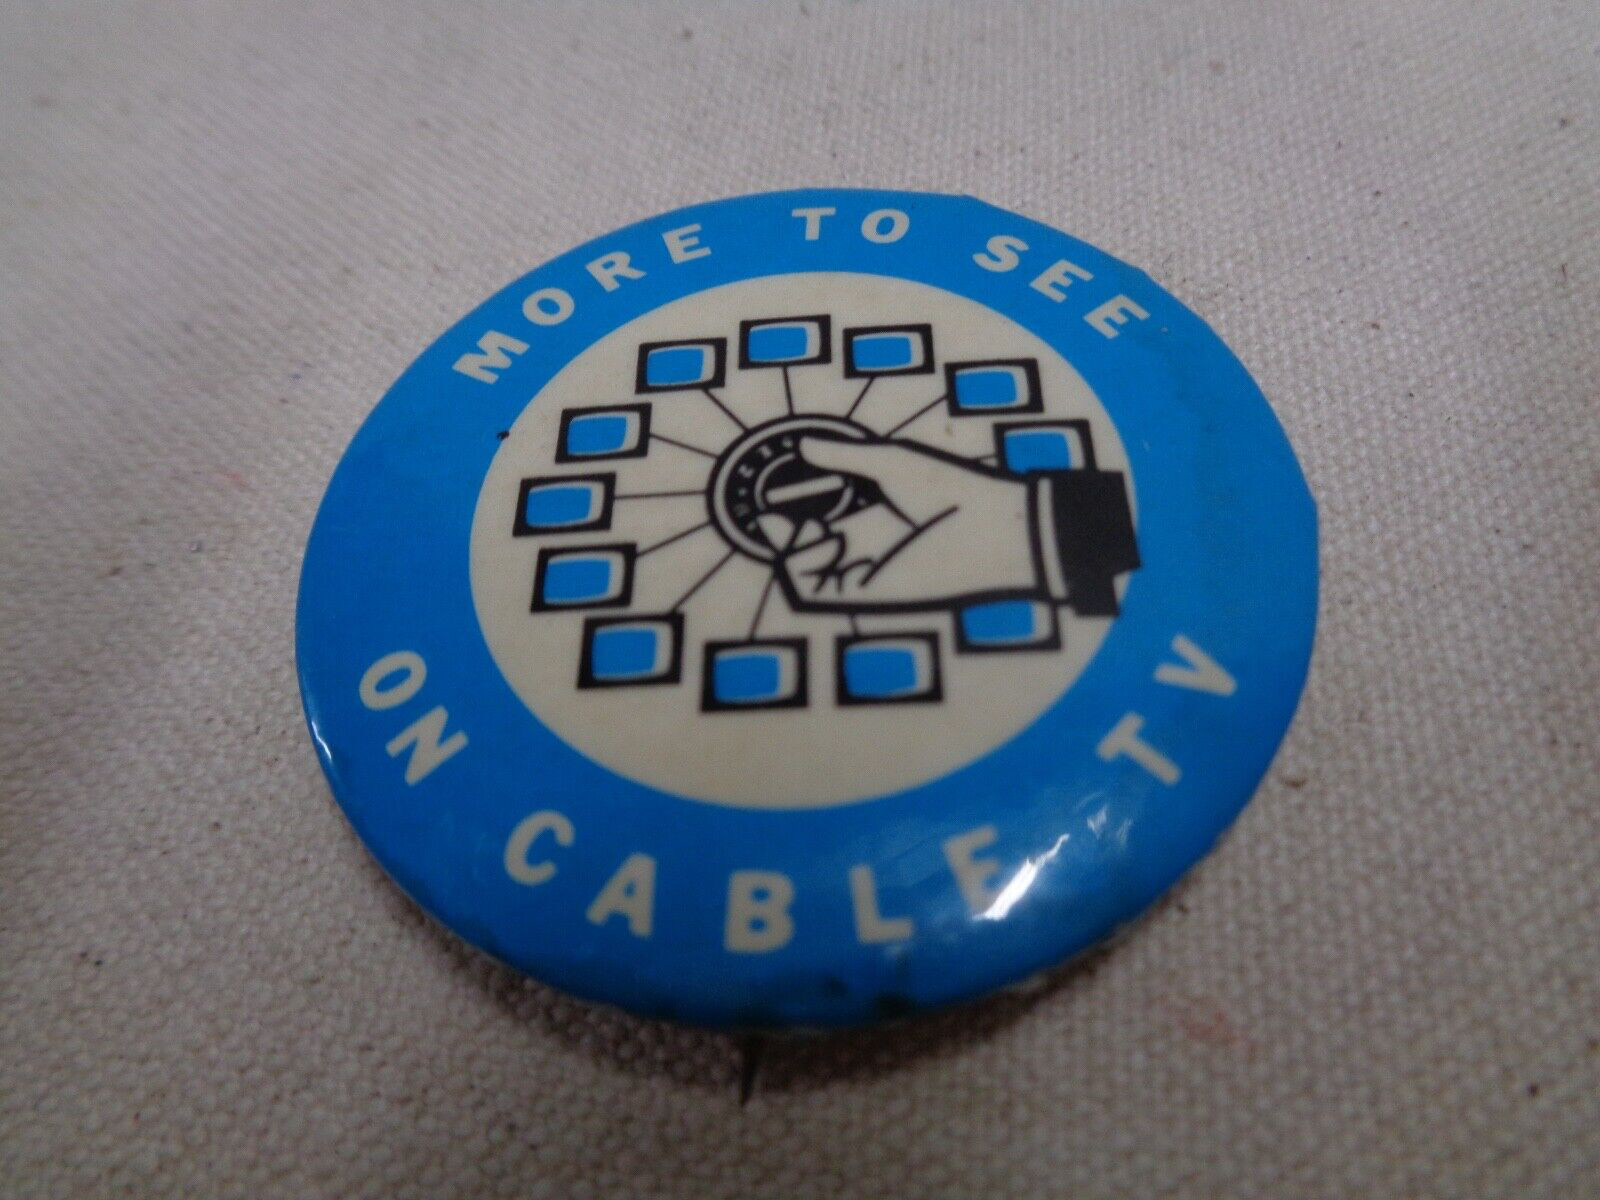 MORE TO SEE
ON CABLE TV